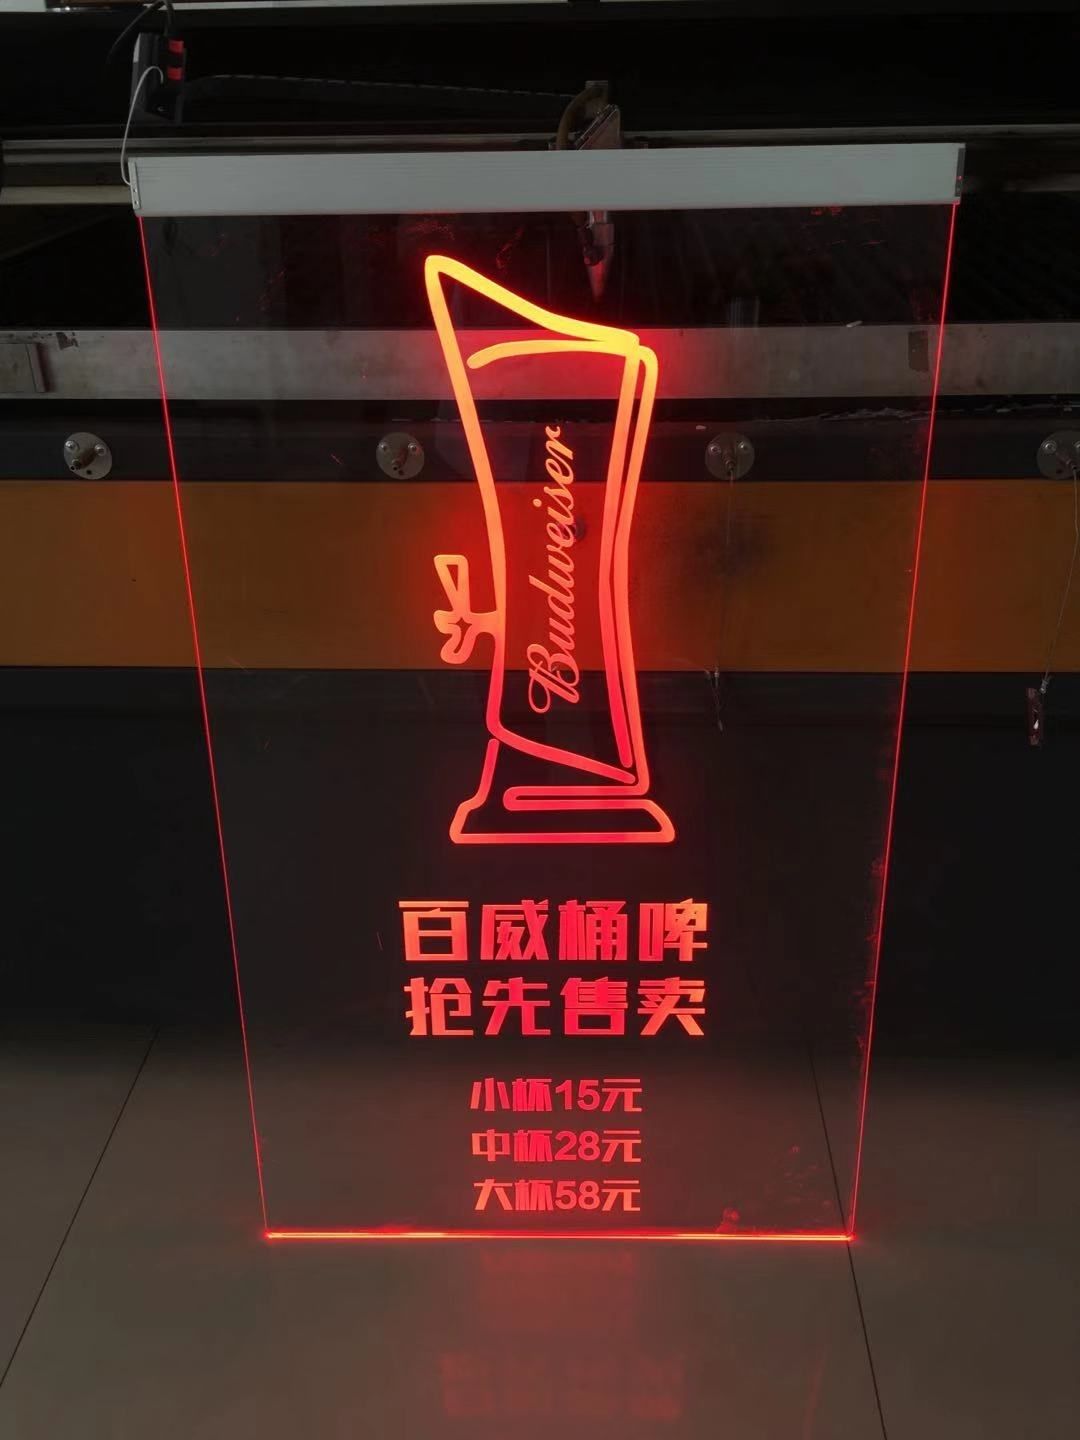 Budweiser
百威桶啤
抢先售卖
小杯15元
中杯28元
大杯58元